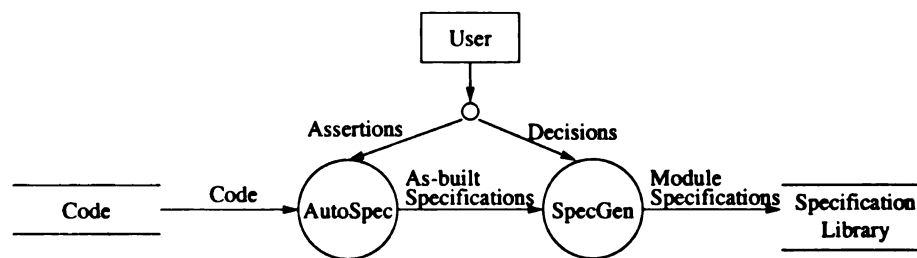 User
Assertions
Decisions
Code
Code
AutoSpec
As-built
Specifications
SpecGen
Module
Specifications
Specification
Library